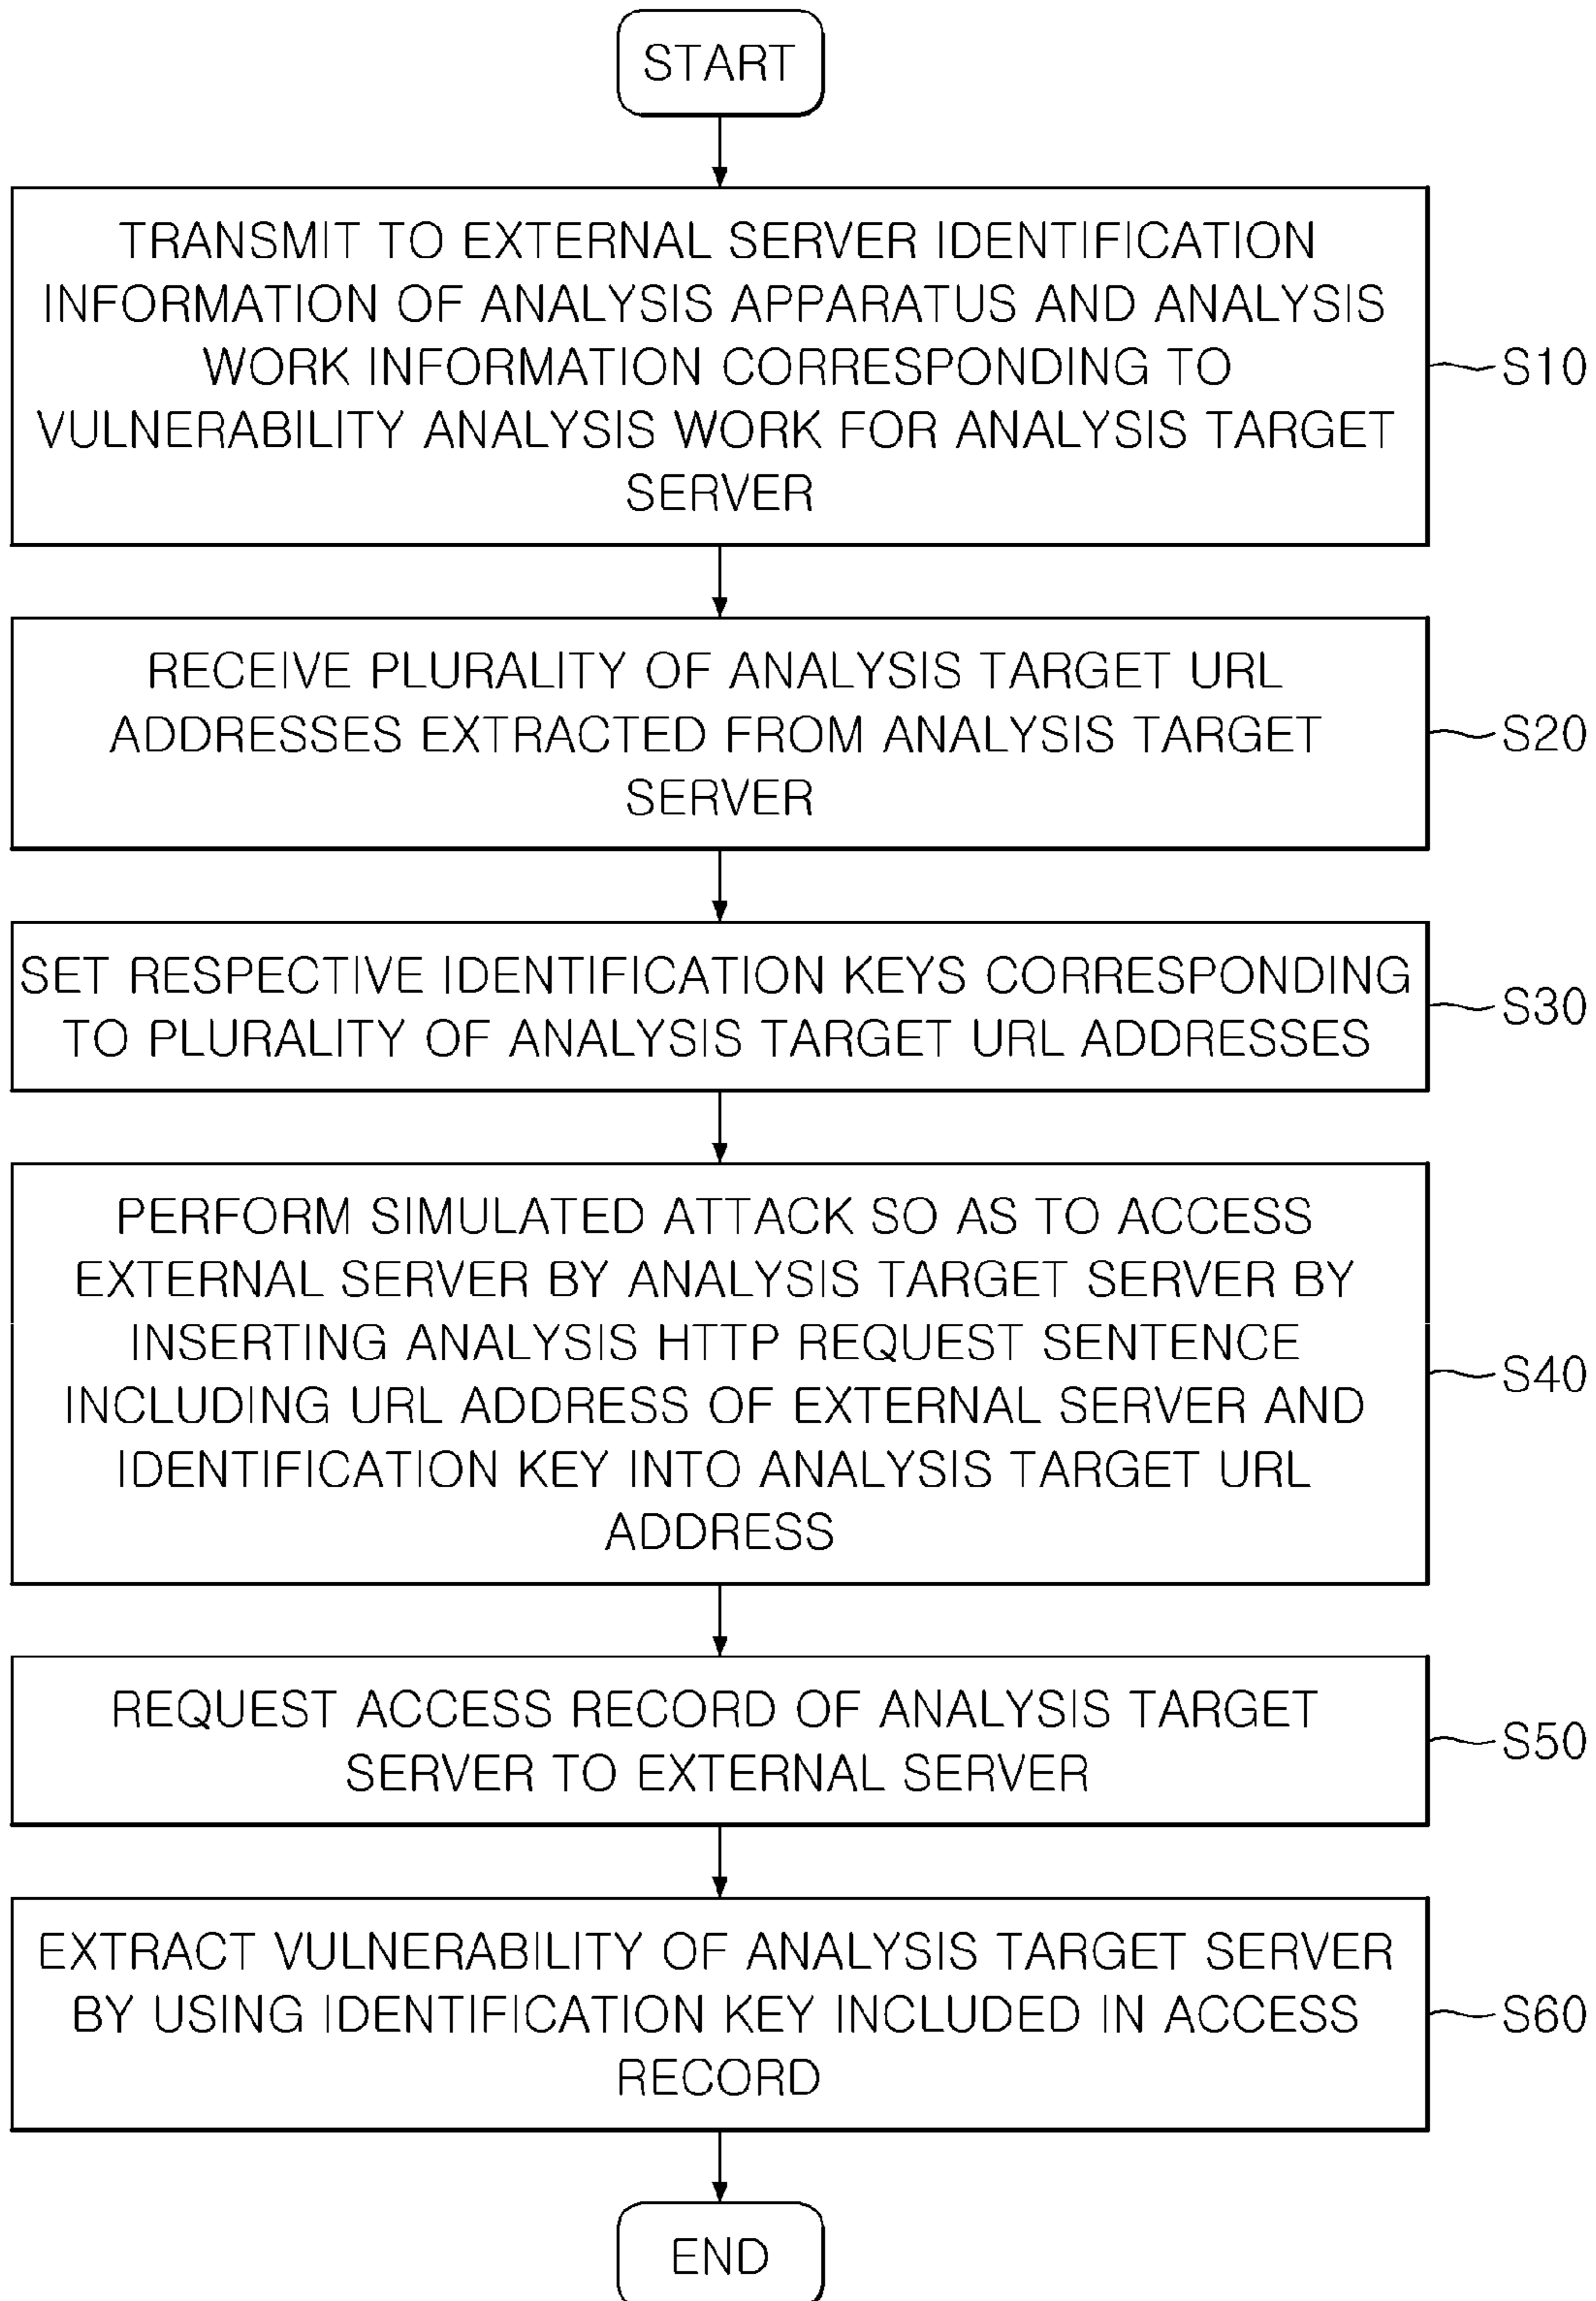 START
TRANSMIT TO EXTERNAL SERVER IDENTIFICATION
INFORMATION OF ANALYSIS APPARATUS AND ANALYSIS
WORK INFORMATION CORRESPONDING TO
VULNERABILITY ANALYSIS WORK FOR ANALYSIS TARGET
SERVER
S10
RECEIVE PLURALITY OF ANALYSIS TARGET URL
ADDRESSES EXTRACTED FROM ANALYSIS TARGET
SERVER
S20
SET RESPECTIVE IDENTIFICATION KEYS CORRESPONDING
TO PLURALITY OF ANALYSIS TARGET URL ADDRESSES
S30
PERFORM SIMULATED ATTACK SO AS TO ACCESS
EXTERNAL SERVER BY ANALYSIS TARGET SERVER BY
INSERTING ANALYSIS HTTP REQUEST SENTENCE
INCLUDING URL ADDRESS OF EXTERNAL SERVER AND
IDENTIFICATION KEY INTO ANALYSIS TARGET URL
ADDRESS
S40
REQUEST ACCESS RECORD OF ANALYSIS TARGET
SERVER TO EXTERNAL SERVER
S50
EXTRACT VULNERABILITY OF ANALYSIS TARGET SERVER
BY USING IDENTIFICATION KEY INCLUDED IN ACCESS
RECORD
S60
END